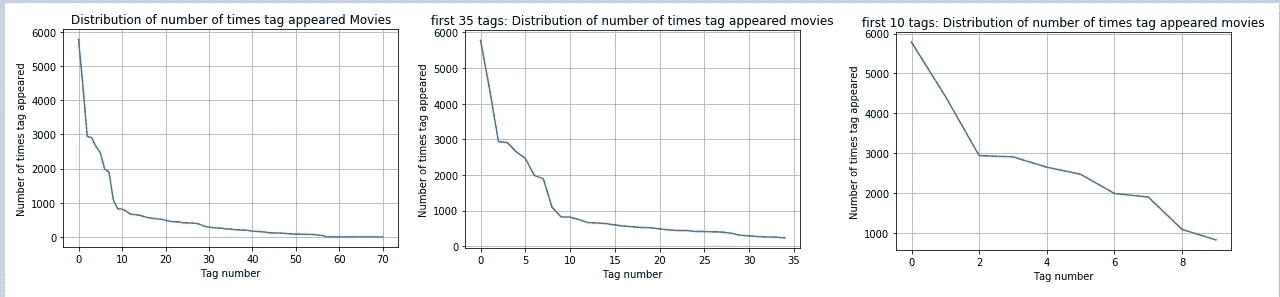 Distribution of number of times tag appeared Movies
Number of times tag appeared
6000
5000
4000
3000
2000
1000
0
0 10 20 30 40 50 60 70
Tag number
first 35 tags: Distribution of number of times tag appeared movies
Number of times tag appeared
6000
5000
4000
3000
2000
1000
0
0 5 10 15 20 25 30 35
Tag number
first 10 tags: Distribution of number of times tag appeared movies
Number of times tag appeared
6000
5000
4000
3000
2000
1000
0 2 4 6 8
Tag number